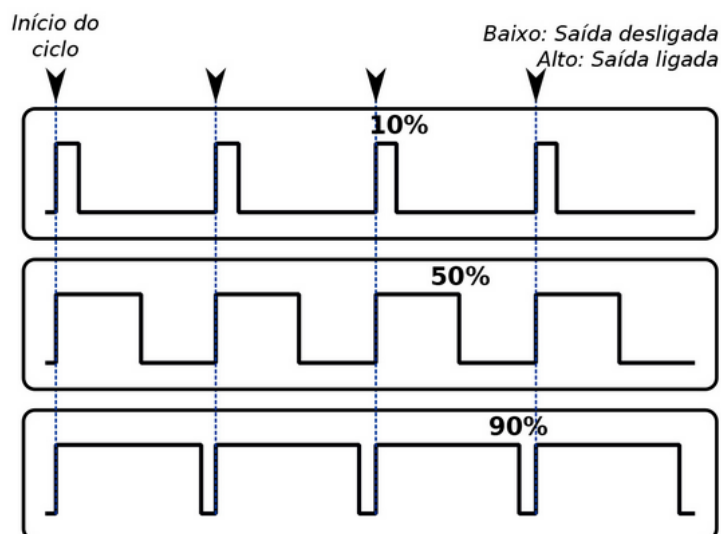 Início do
ciclo
Baixo: Saída desligada
Alto: Saída ligada
10%
50%
90%